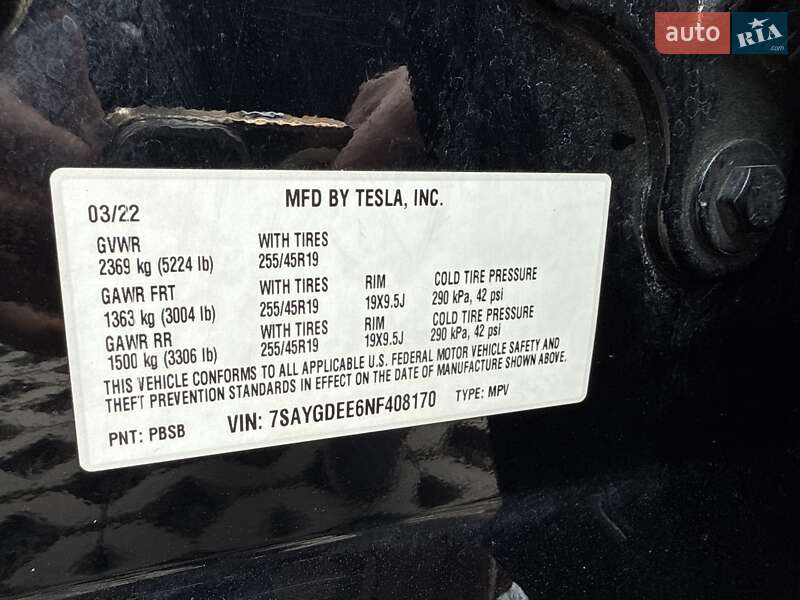 auto RIA .com
MFD BY TESLA, INC.
03/22
GVWR WITH TIRES
2369 kg (5224 lb) 255/45R19
GAWR FRT WITH TIRES RIM COLD TIRE PRESSURE
1363 kg (3004 lb) 255/45R19 19X9.5J 290 kPa, 42 psi
GAWR RR WITH TIRES RIM COLD TIRE PRESSURE
1500 kg (3306 lb) 255/45R19 19X9.5J 290 kPa, 42 psi
THIS VEHICLE CONFORMS TO ALL APPLICABLE U.S. FEDERAL MOTOR VEHICLE SAFETY AND
THEFT PREVENTION STANDARDS IN EFFECT ON THE DATE OF MANUFACTURE SHOWN ABOVE.
PNT: PBSB VIN: 7SAYGDEE6NF408170 TYPE: MPV